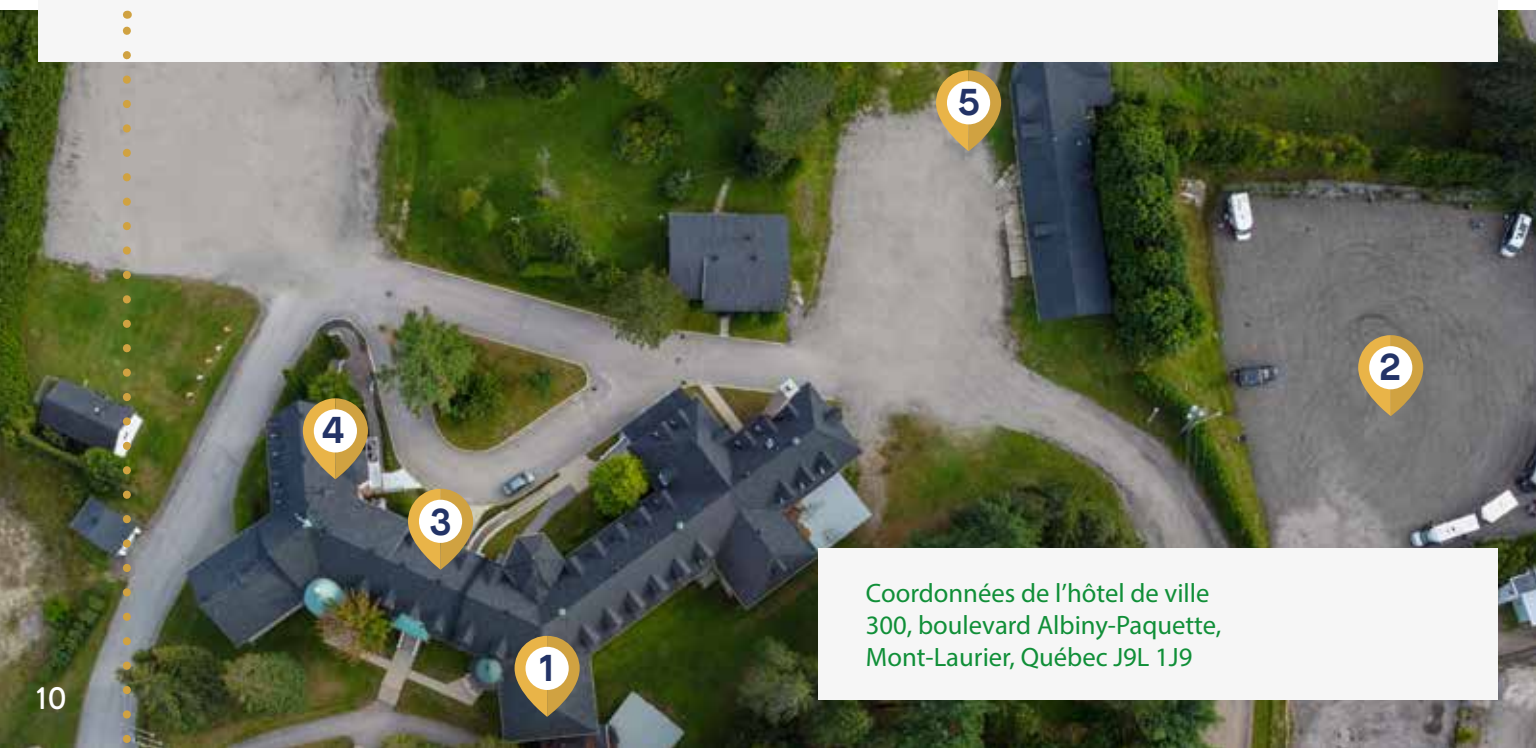 5
2
4
3
Coordonnées de l'hôtel de ville
300, boulevard Albiny-Paquette,
Mont-Laurier, Québec J9L 1J9
1
10